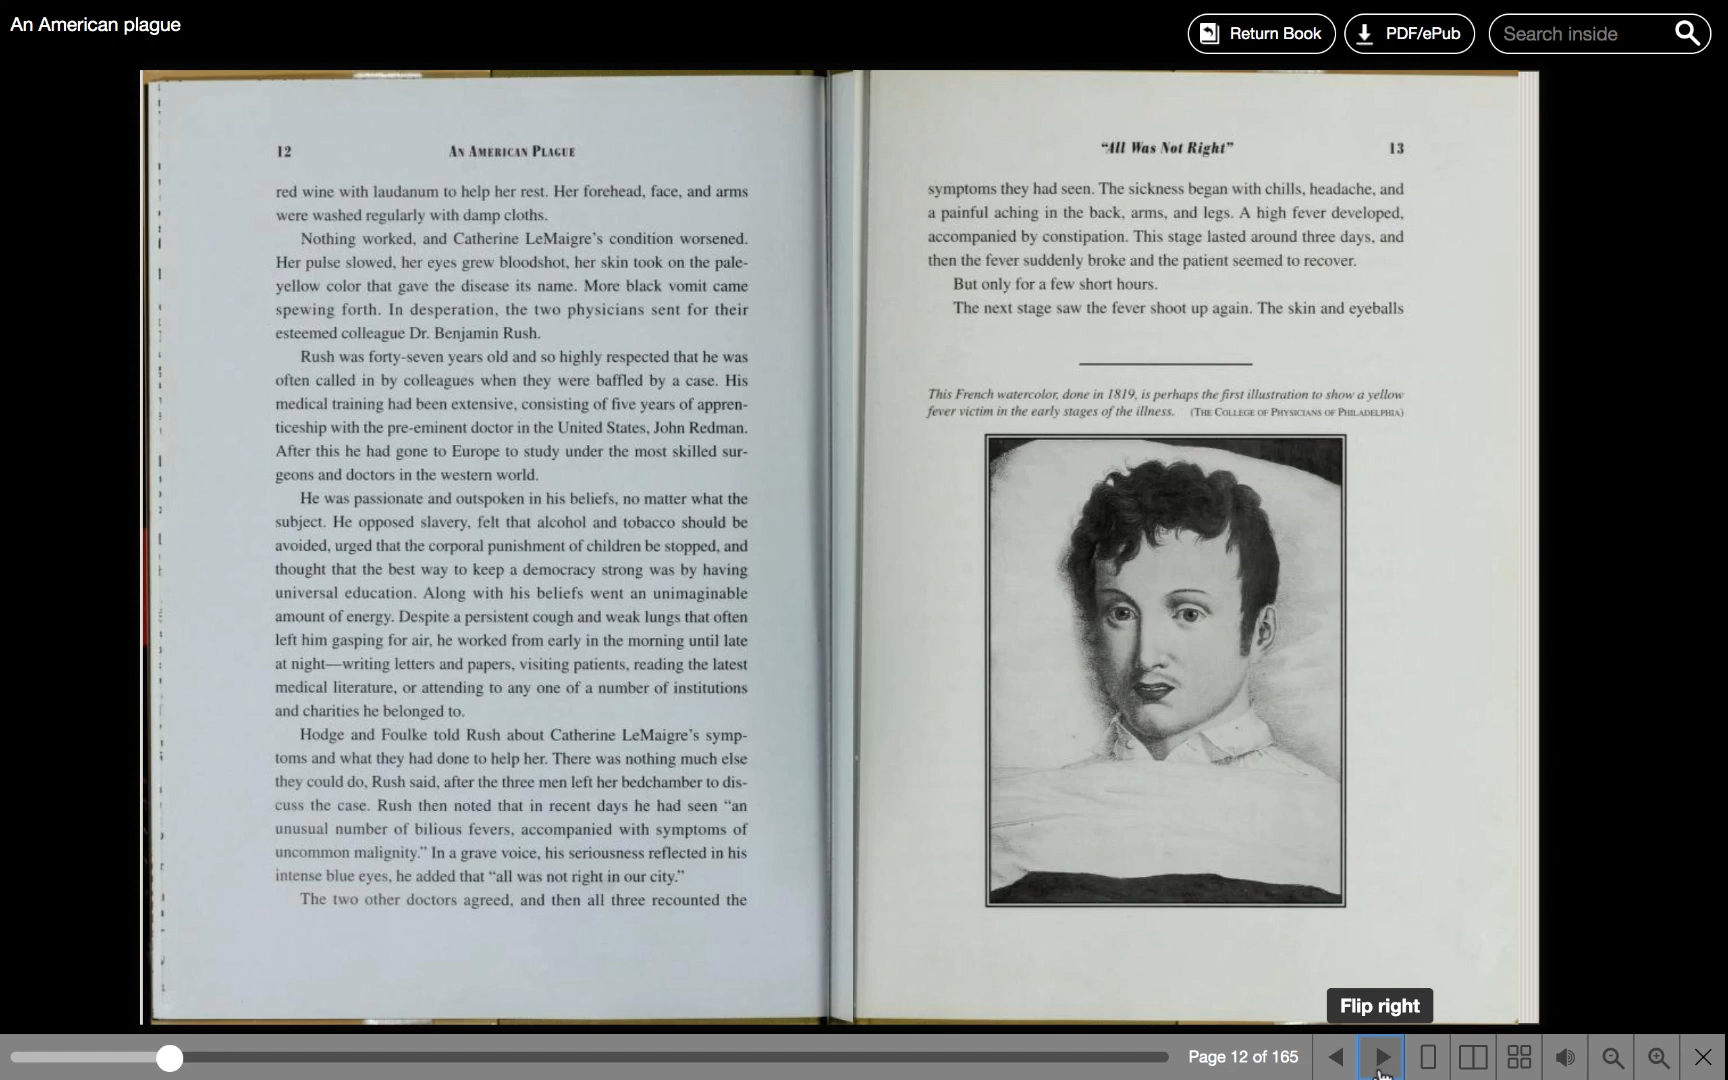 An American plague
Return Book
PDF/ePub
Search inside
12
AN AMERICAN PLAGUE
red wine with laudanum to help her rest. Her forehead, face, and arms
were washed regularly with damp cloths.
Nothing worked, and Catherine LeMaigre's condition worsened.
Her pulse slowed, her eyes grew bloodshot, her skin took on the pale-
yellow color that gave the disease its name. More black vomit came
spewing forth. In desperation, the two physicians sent for their
esteemed colleague Dr. Benjamin Rush.
Rush was forty-seven years old and so highly respected that he was
often called in by colleagues when they were baffled by a case. His
medical training had been extensive, consisting of five years of appren-
ticeship with the pre-eminent doctor in the United States, John Redman.
After this he had gone to Europe to study under the most skilled sur-
geons and doctors in the western world.
He was passionate and outspoken in his beliefs, no matter what the
subject. He opposed slavery, felt that alcohol and tobacco should be
avoided, urged that the corporal punishment of children be stopped, and
thought that the best way to keep a democracy strong was by having
universal education. Along with his beliefs went an unimaginable
amount of energy. Despite a persistent cough and weak lungs that often
left him gasping for air, he worked from early in the morning until late
at night—writing letters and papers, visiting patients, reading the latest
medical literature, or attending to any one of a number of institutions
and charities he belonged to.
Hodge and Foulke told Rush about Catherine LeMaigre's symp-
toms and what they had done to help her. There was nothing much else
they could do, Rush said, after the three men left her bedchamber to dis-
cuss the case. Rush then noted that in recent days he had seen "an
unusual number of bilious fevers, accompanied with symptoms of
uncommon malignity." In a grave voice, his seriousness reflected in his
intense blue eyes, he added that "all was not right in our city."
The two other doctors agreed, and then all three recounted the
"All Was Not Right"
13
symptoms they had seen. The sickness began with chills, headache, and
a painful aching in the back, arms, and legs. A high fever developed,
accompanied by constipation. This stage lasted around three days, and
then the fever suddenly broke and the patient seemed to recover.
But only for a few short hours.
The next stage saw the fever shoot up again. The skin and eyeballs
This French watercolor, done in 1819, is perhaps the first illustration to show a yellow
fever victim in the early stages of the illness. (THE COLLEGE OF PHYSICIANS OF PHILADELPHIA)
Flip right
Page 12 of 165